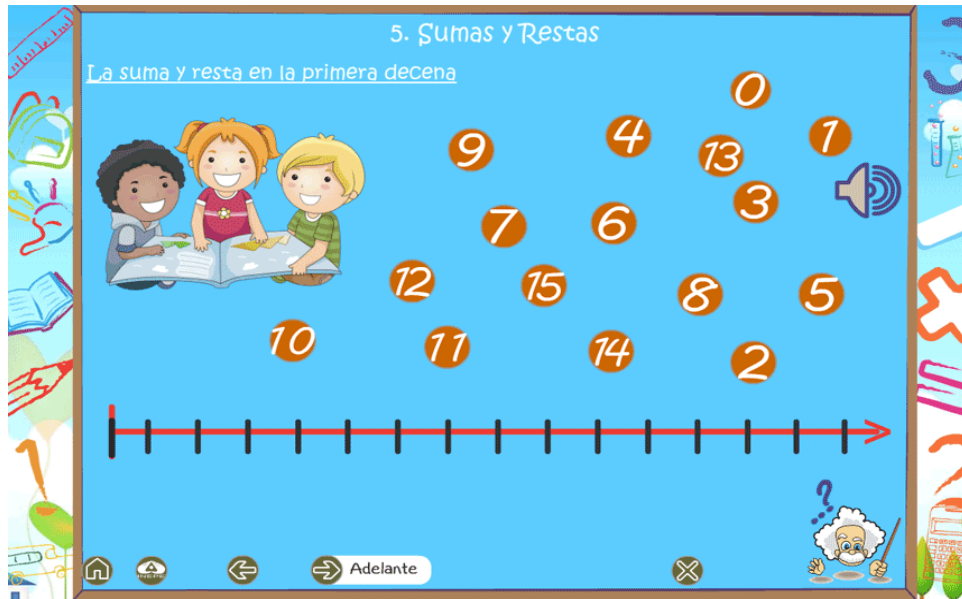 5. Sumas y Restas
La suma y resta en la primera decena
0
9 4 13 1
3
7 6
12 15 8 5
10 11 14 2
? 
Adelante